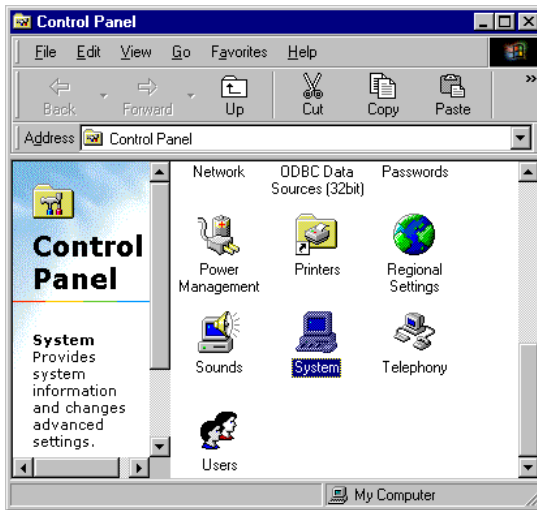 Control Panel
File Edit View Go Favorites Help
Back Forward Up Cut Copy Paste »
Address Control Panel
Control
Panel
System
Provides
system
information
and changes
advanced
settings.
Network ODBC Data Passwords
Sources (32bit)
Power Printers Regional
Management Settings
Sounds System Telephony
Users
My Computer